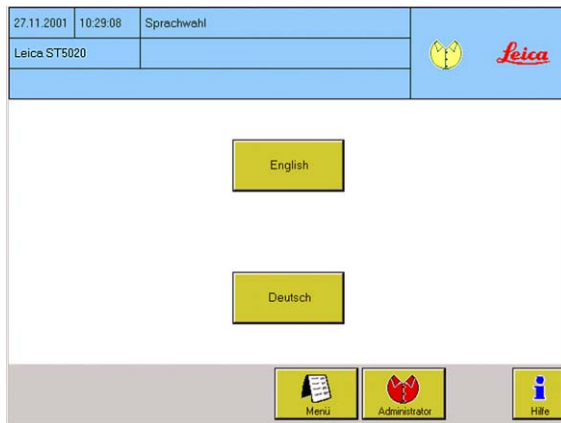 27.11.2001 10:29:08 Sprachwahl
Leica ST5020
Leica
English
Deutsch
Menü Administrator Hilfe